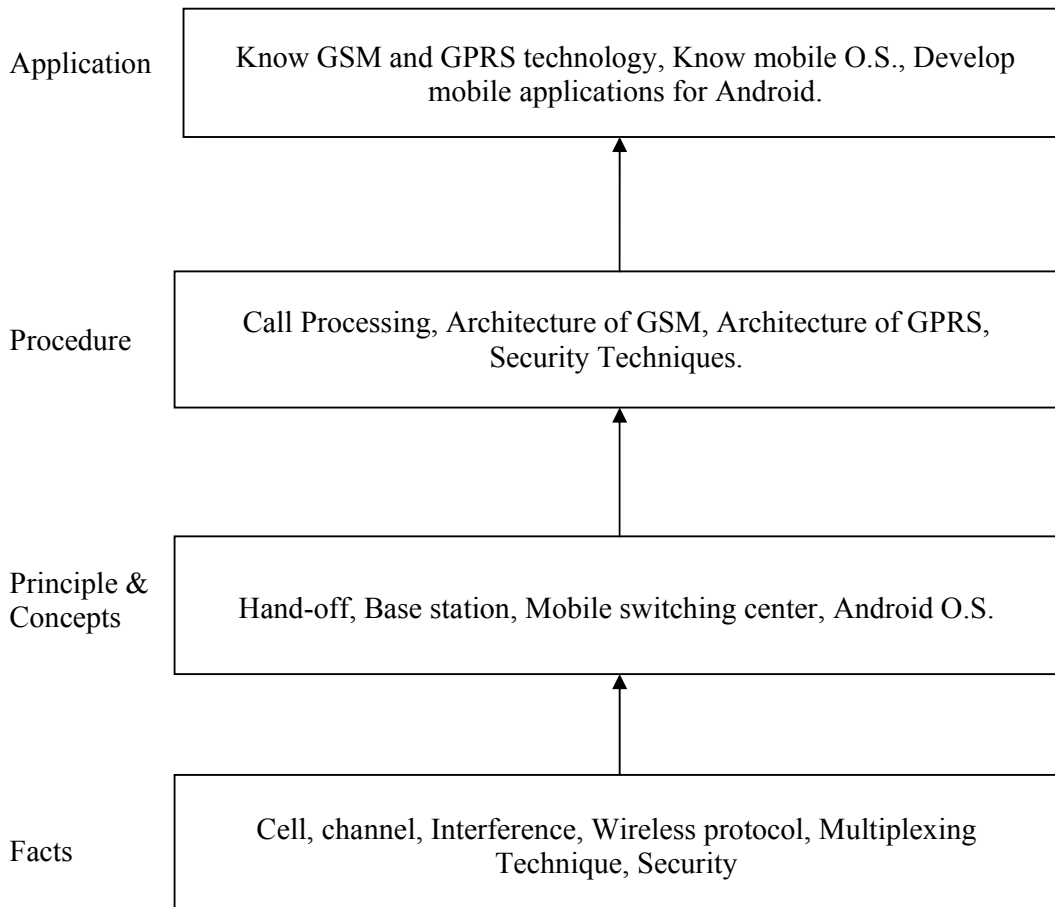 Application
Know GSM and GPRS technology, Know mobile O.S., Develop
mobile applications for Android.
Procedure
Call Processing, Architecture of GSM, Architecture of GPRS,
Security Techniques.
Principle &
Concepts
Hand-off, Base station, Mobile switching center, Android O.S.
Facts
Cell, channel, Interference, Wireless protocol, Multiplexing
Technique, Security